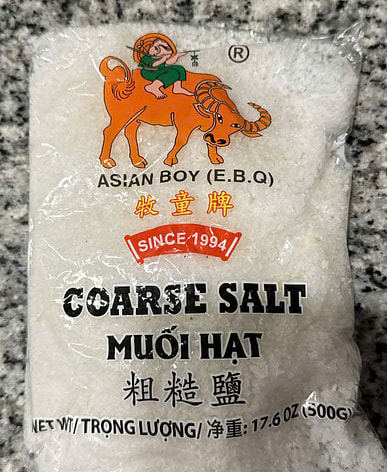 ®
ASIAN BOY (E.B.Q)
牧童牌
SINCE 1994
COARSE SALT
MUỐI HẠT
粗糙鹽
NET WT/ TRỌNG LƯỢNG/ 净重: 17.6 OZ (500G)